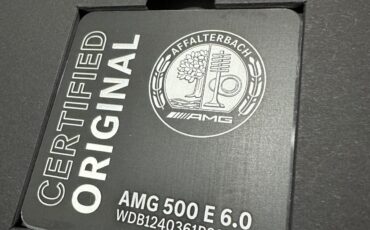 CERTIFIED
ORIGINAL
AFFALTERBACH
AMG
AMG 500 E 6.0